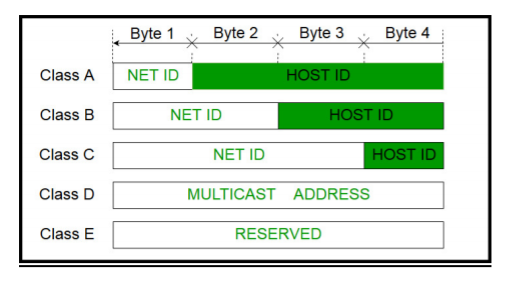 Byte 1 Byte 2 Byte 3 Byte 4
Class A NET ID HOST ID
Class B NET ID HOST ID
Class C NET ID HOST ID
Class D MULTICAST ADDRESS
Class E RESERVED